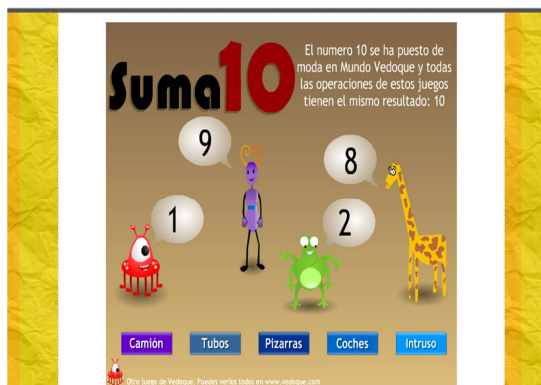 Suma10
El numero 10 se ha puesto de
moda en Mundo Vedoque y todas
las operaciones de estos juegos
tienen el mismo resultado: 10
9
8
1
2
Camión
Tubos
Pizarras
Coches
Intruso
Otro juego de Vedoque. Puedes verlos todos en www.vedoque.com